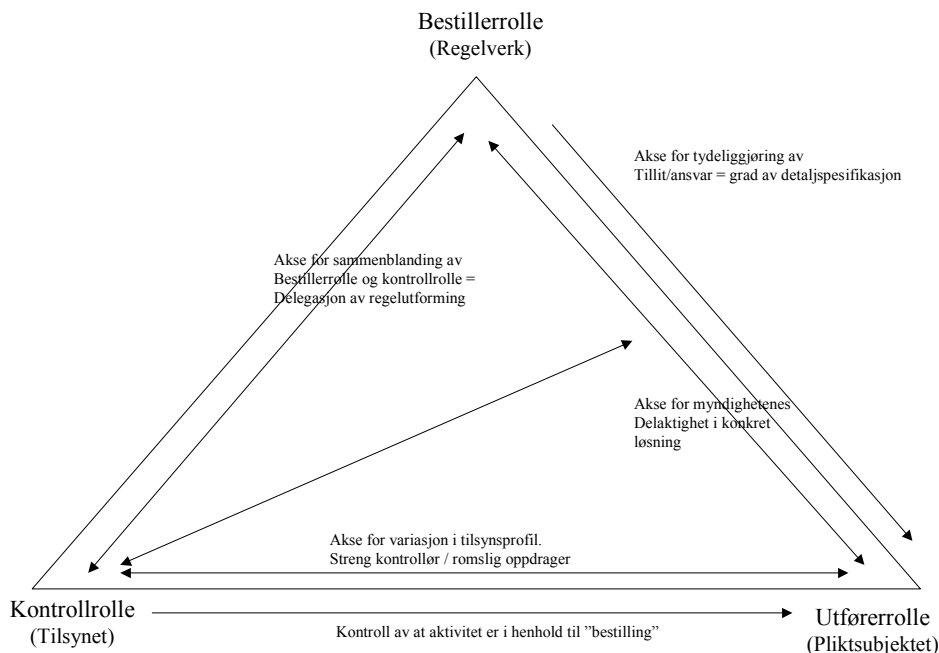 Bestillerrolle
(Regelverk)
Akse for tydeliggjøring av
Tillit/ansvar = grad av detaljspesifikasjon
Akse for sammenblanding av
Bestillerrølle og kontrollrolle =
Delegasjon av regelutforming
Akse for myndighetenes
Delaktighet i konkret
løsning
Akse for variasjon i tilsynsprofil.
Streng kontrollør / romslig oppdrager
Kontrollrolle
(Tilsynet)
Kontroll av at aktivitet er i henhold til ”bestilling”
Utførerrolle
(Pliktsubjektet)